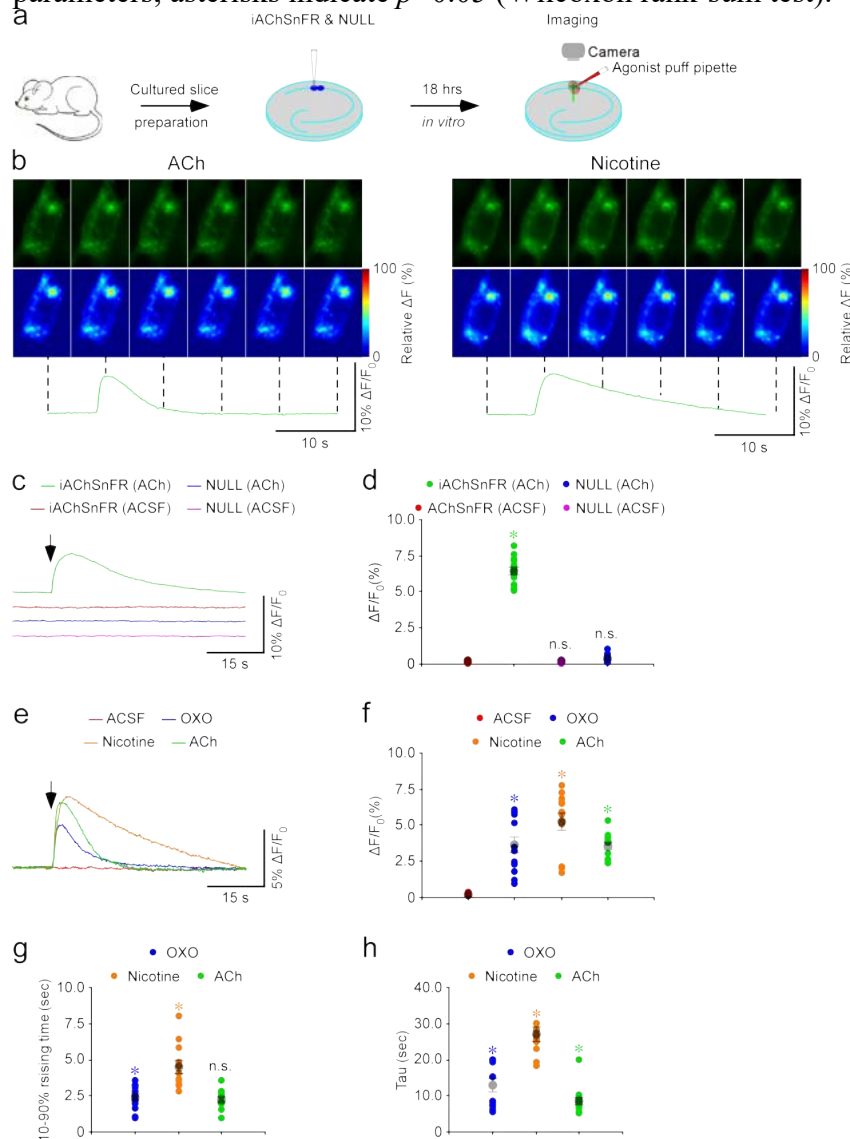 parameters, asterisks indicate p<0.05 (Wilcoxon rank-sum test).
a
iAChSnFR & NULL
Imaging
Camera
Agonist puff pipette
Cultured slice
preparation
18 hrs
in vitro
b
ACh
Nicotine
100
0
Relative ΔF (%)
100
0
Relative ΔF (%)
10% ΔF/F0
10 s
10% ΔF/F0
10 s
c
iAChSnFR (ACh)
NULL (ACh)
iAChSnFR (ACSF)
NULL (ACSF)
10% ΔF/F0
15 s
d
iAChSnFR (ACh)
NULL (ACh)
AChSnFR (ACSF)
NULL (ACSF)
ΔF/F0(%)
10.0
7.5
5.0
2.5
0
*
n.s.
n.s.
e
ACSF
OXO
Nicotine
ACh
5% ΔF/F0
15 s
f
ACSF
OXO
Nicotine
ACh
ΔF/F0(%)
10.0
7.5
5.0
2.5
0
*
*
*
g
OXO
Nicotine
ACh
10-90% rsising time (sec)
10.0
7.5
5.0
2.5
0
*
*
n.s.
h
OXO
Nicotine
ACh
Tau (sec)
40.0
30.0
20.0
10.0
0
*
*
*